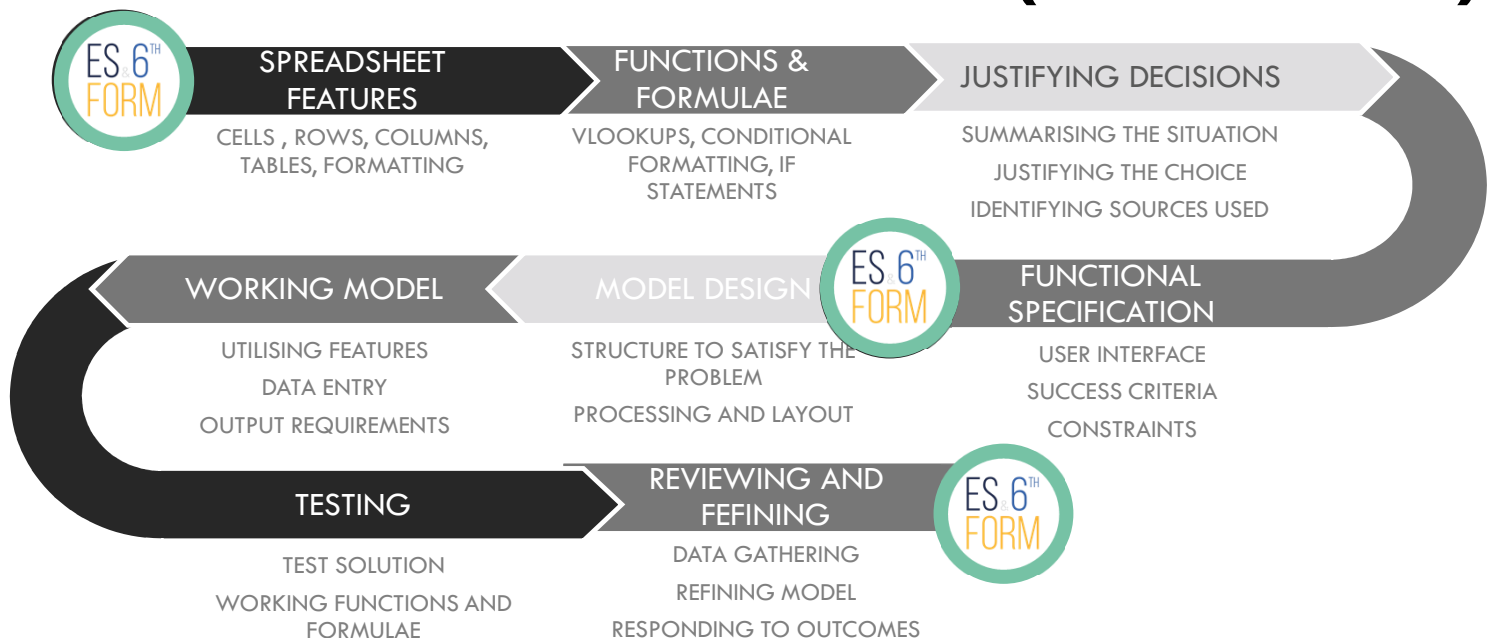 ES & 6TH
FORM
SPREADSHEET
FEATURES
CELLS , ROWS, COLUMNS,
TABLES, FORMATTING
FUNCTIONS &
FORMULAE
VLOOKUPS, CONDITIONAL
FORMATTING, IF
STATEMENTS
JUSTIFYING DECISIONS
SUMMARISING THE SITUATION
JUSTIFYING THE CHOICE
IDENTIFYING SOURCES USED
FUNCTIONAL
SPECIFICATION
USER INTERFACE
SUCCESS CRITERIA
CONSTRAINTS
ES & 6TH
FORM
MODEL DESIGN
STRUCTURE TO SATISFY THE
PROBLEM
PROCESSING AND LAYOUT
WORKING MODEL
UTILISING FEATURES
DATA ENTRY
OUTPUT REQUIREMENTS
TESTING
TEST SOLUTION
WORKING FUNCTIONS AND
FORMULAE
REVIEWING AND
FEFINING
DATA GATHERING
REFINING MODEL
RESPONDING TO OUTCOMES
ES & 6TH
FORM